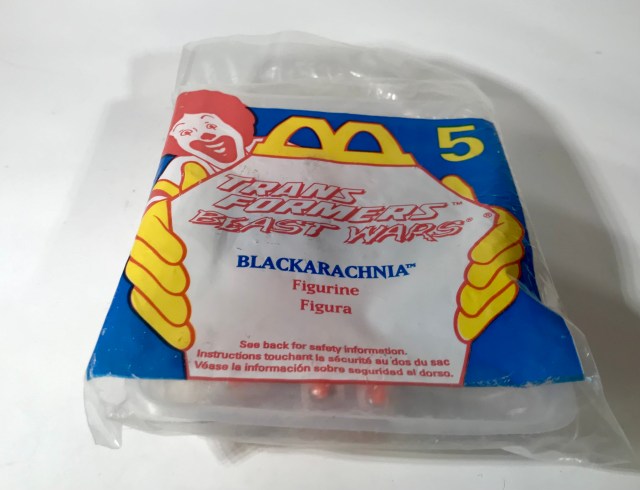 5
TRANS
FORMERS™
BEAST WARS®
®
BLACKARACHNIA™
Figurine
Figura
See back for safety information.
Instructions touchant la sécurité au dos du sac
Véase la información sobre seguridad al dorso.